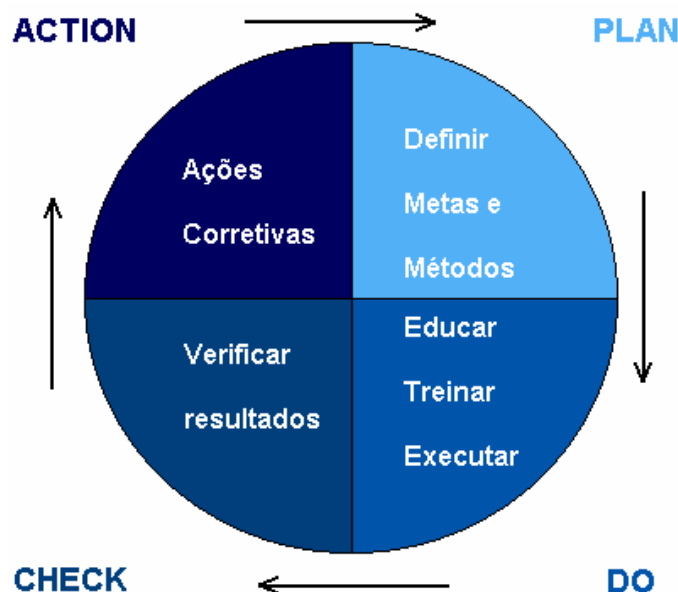 ACTION
PLAN
Ações
Corretivas
Definir
Metas e
Métodos
Verificar
resultados
Educar
Treinar
Executar
CHECK
DO